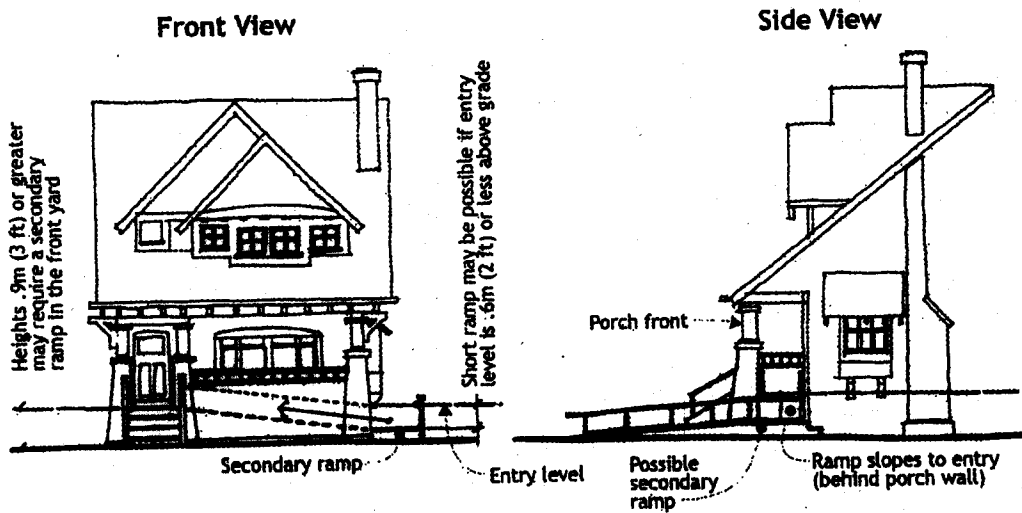 Front View
Heights .9m (3 ft) or greater
may require a secondary
ramp in the front yard
Short ramp may be possible if entry
level is .6m (2 ft) or less above grade
Secondary ramp
Entry level
Side View
Porch front
Possible
secondary
ramp
Ramp slopes to entry
(behind porch wall)